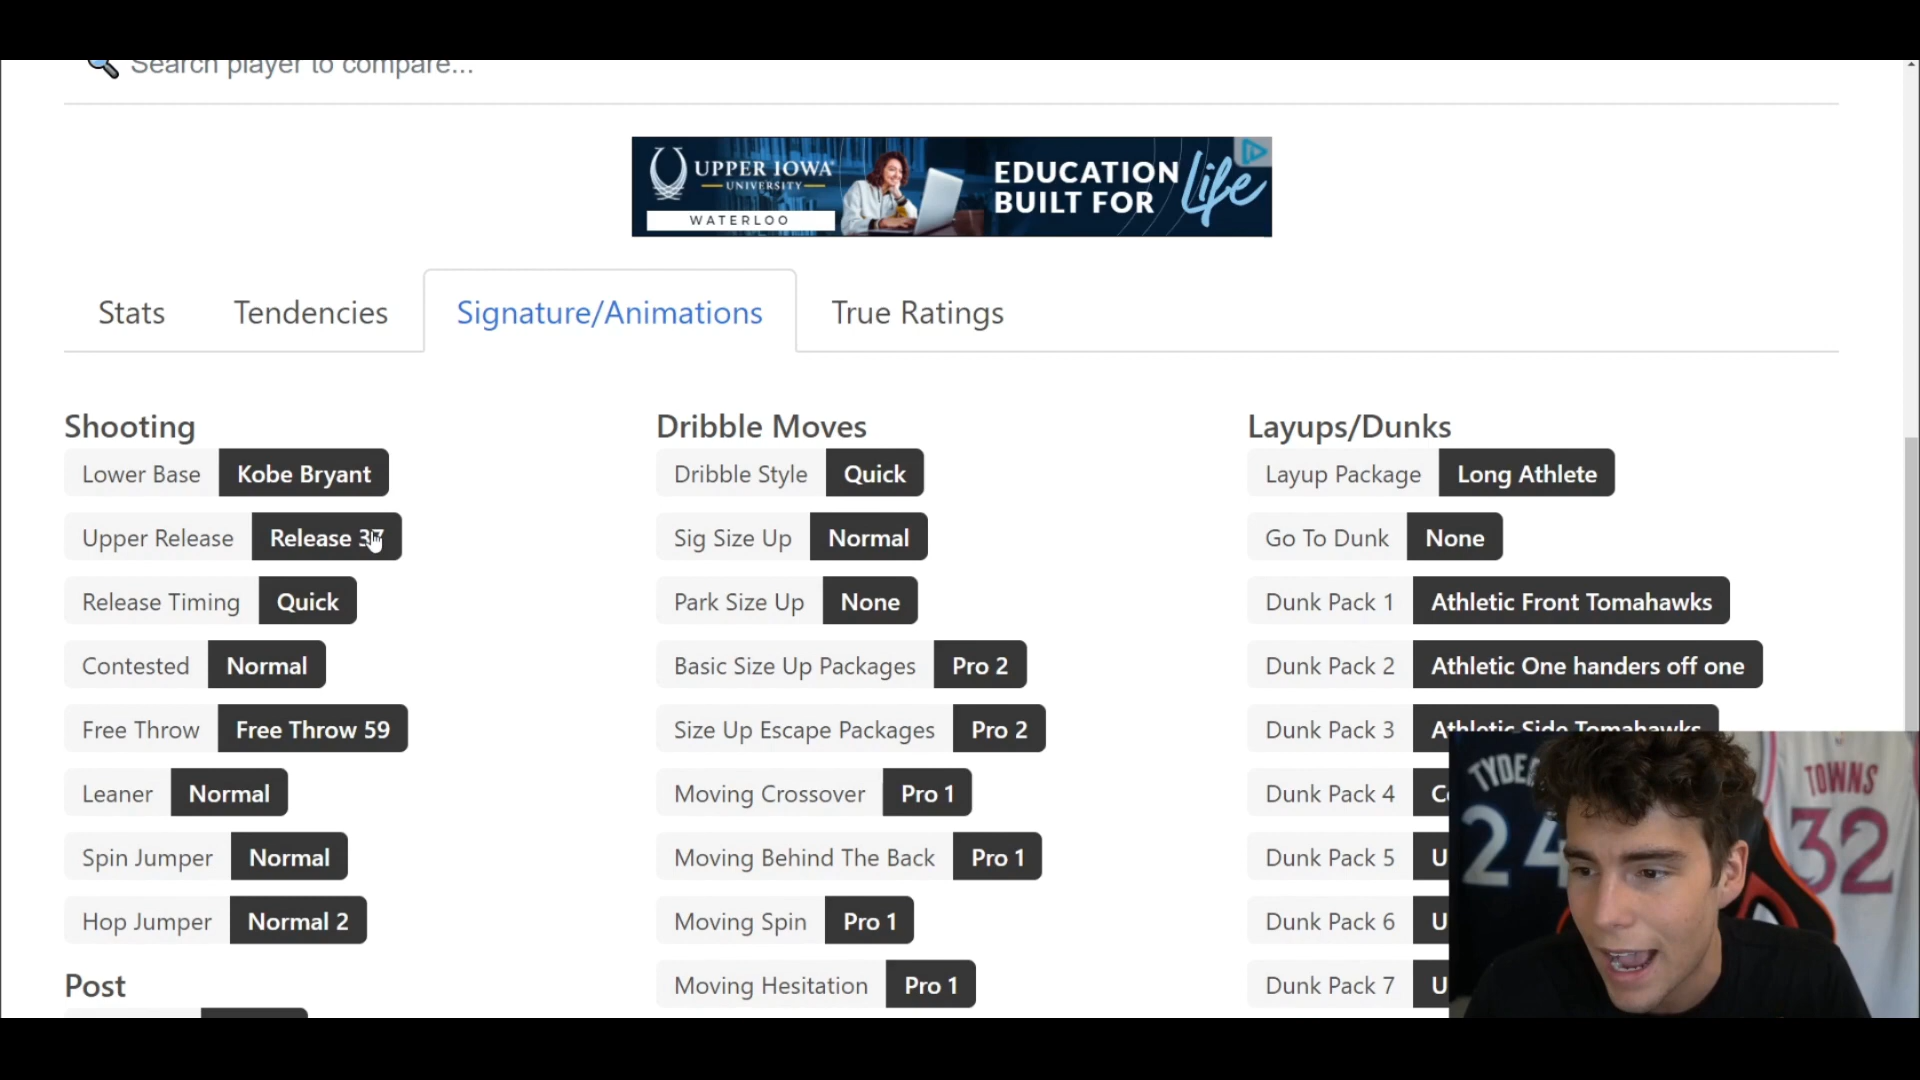 Search player to compare...
UPPER IOWA
UNIVERSITY
WATERLOO
EDUCATION
BUILT FOR Life
Stats
Tendencies
Signature/Animations
True Ratings
Shooting
Lower Base Kobe Bryant
Upper Release Release 37
Release Timing Quick
Contested Normal
Free Throw Free Throw 59
Leaner Normal
Spin Jumper Normal
Hop Jumper Normal 2
Post
Dribble Moves
Dribble Style Quick
Sig Size Up Normal
Park Size Up None
Basic Size Up Packages Pro 2
Size Up Escape Packages Pro 2
Moving Crossover Pro 1
Moving Behind The Back Pro 1
Moving Spin Pro 1
Moving Hesitation Pro 1
Layups/Dunks
Layup Package Long Athlete
Go To Dunk None
Dunk Pack 1 Athletic Front Tomahawks
Dunk Pack 2 Athletic One handers off one
Dunk Pack 3 Athletic Side Tomahawks
Dunk Pack 4
Dunk Pack 5 U
Dunk Pack 6 U
Dunk Pack 7 U
24
TOWNS
32